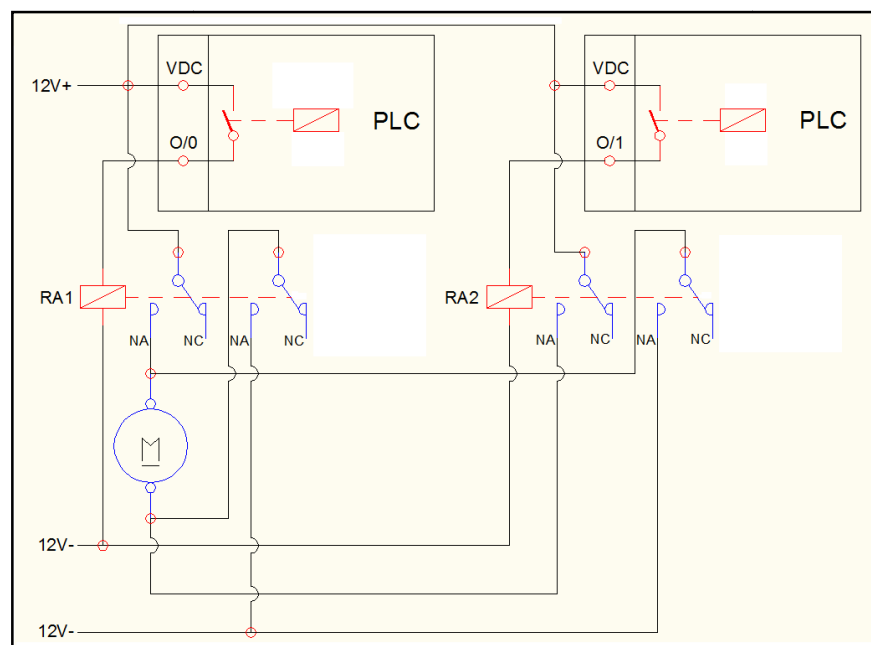 VDC
VDC
12V+
PLC
PLC
O/0
O/1
RA1
RA2
NA
NC
NA
NC
NA
NC
NA
NC
M
12V-
12V-